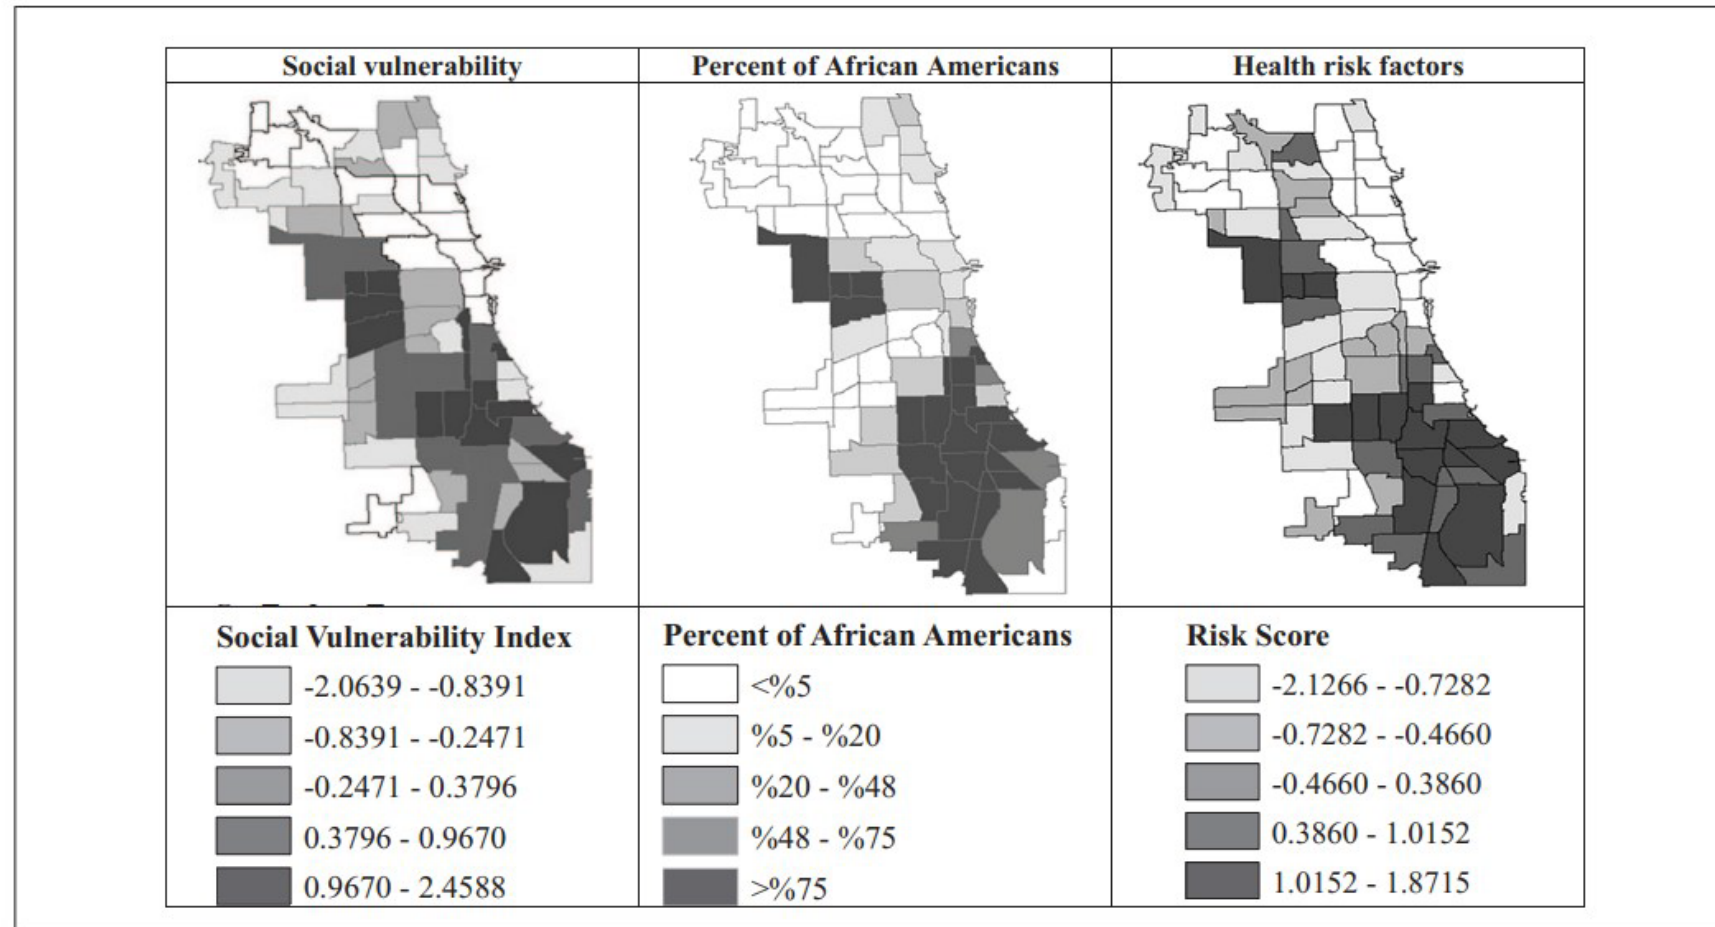 Social vulnerability
Percent of African Americans
Health risk factors
Social Vulnerability Index
-2.0639 - -0.8391
-0.8391 - -0.2471
-0.2471 - 0.3796
0.3796 - 0.9670
0.9670 - 2.4588
Percent of African Americans
<%5
%5 - %20
%20 - %48
%48 - %75
>%75
Risk Score
-2.1266 - -0.7282
-0.7282 - -0.4660
-0.4660 - 0.3860
0.3860 - 1.0152
1.0152 - 1.8715